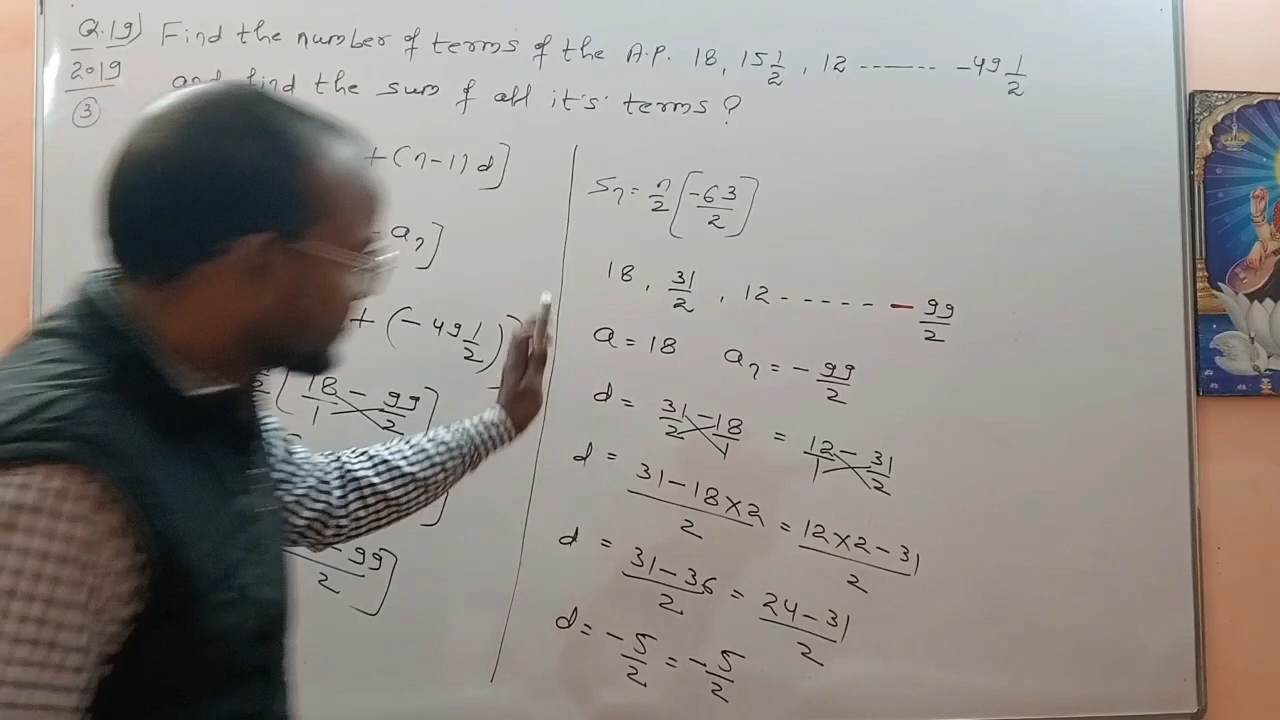 Q.19) Find the number of terms of the A.P. 18, 15 1/2, 12 ------ -49 1/2
2019
find the sum of all it's terms ?
(3)
+(n-1)d]
aₙ]
+ (-49 1/2)
[18/1 - 99/2]
- 99/2]
Sₙ = n/2 [-63/2]
18, 31/2, 12 ------ - 99/2
a = 18 aₙ = - 99/2
d = 31/2 - 18/1 = 12/1 - 31/2
d = (31-18×2)/2 = (12×2-31)/2
d = (31-36)/2 = (24-31)/2
d = -5/2 = -5/2